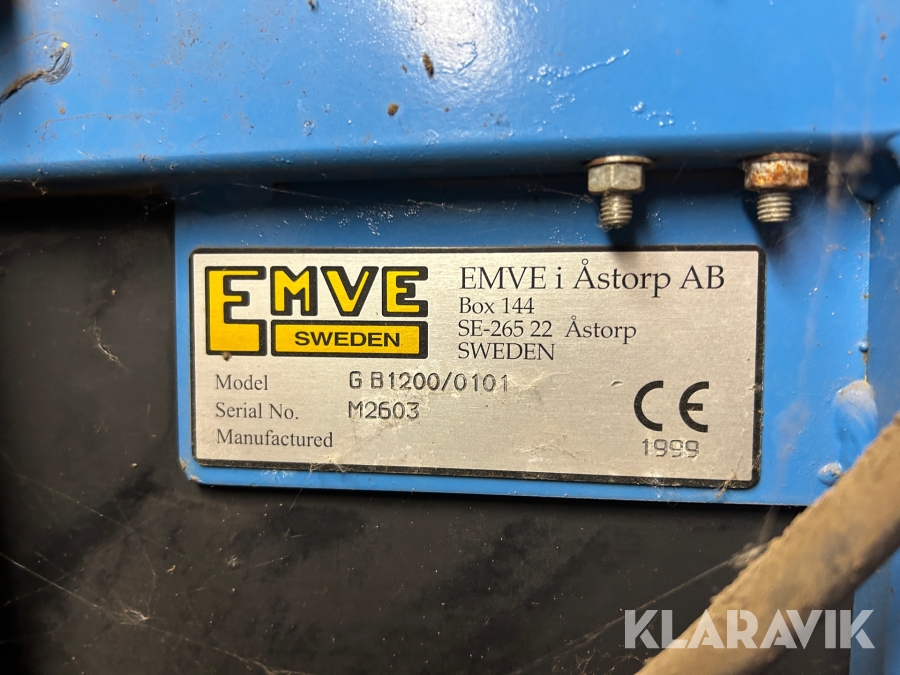 EMVE
SWEDEN
EMVE i Åstorp AB
Box 144
SE-265 22 Åstorp
SWEDEN
Model GB1200/0101
Serial No. M2603
Manufactured
CE
1999
KLARAVIK